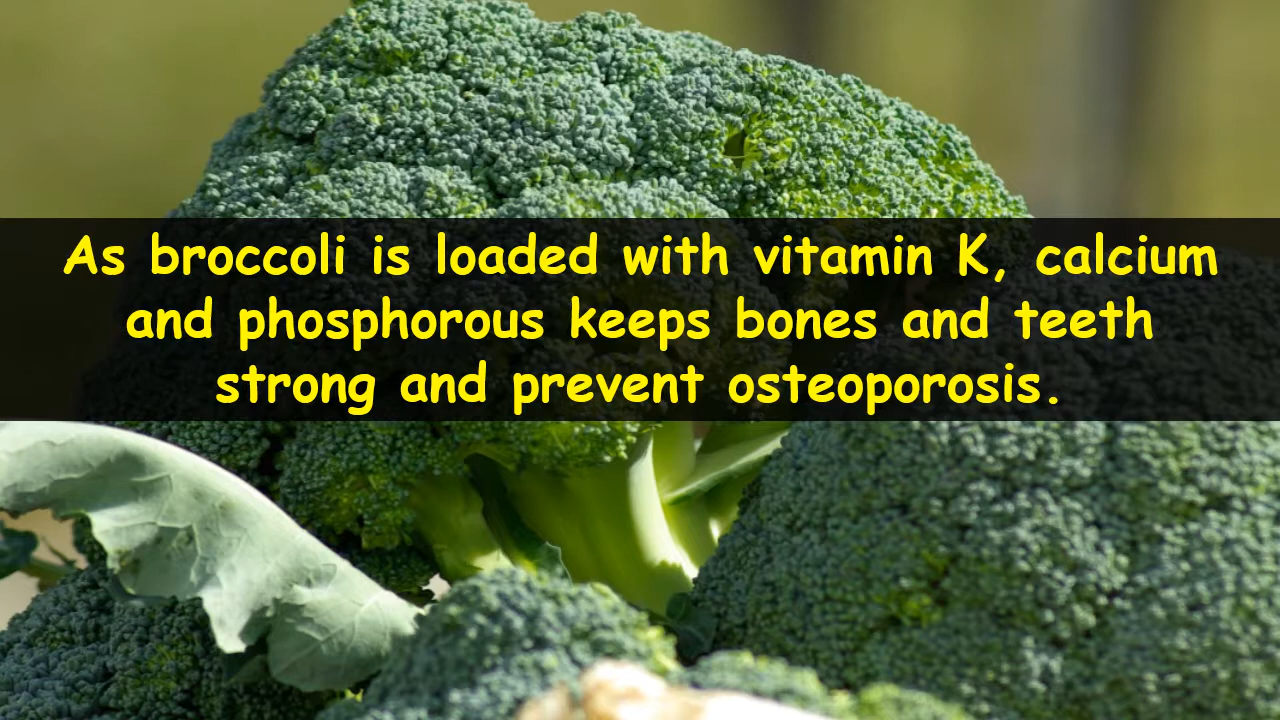 As broccoli is loaded with vitamin K, calcium
and phosphorous keeps bones and teeth
strong and prevent osteoporosis.